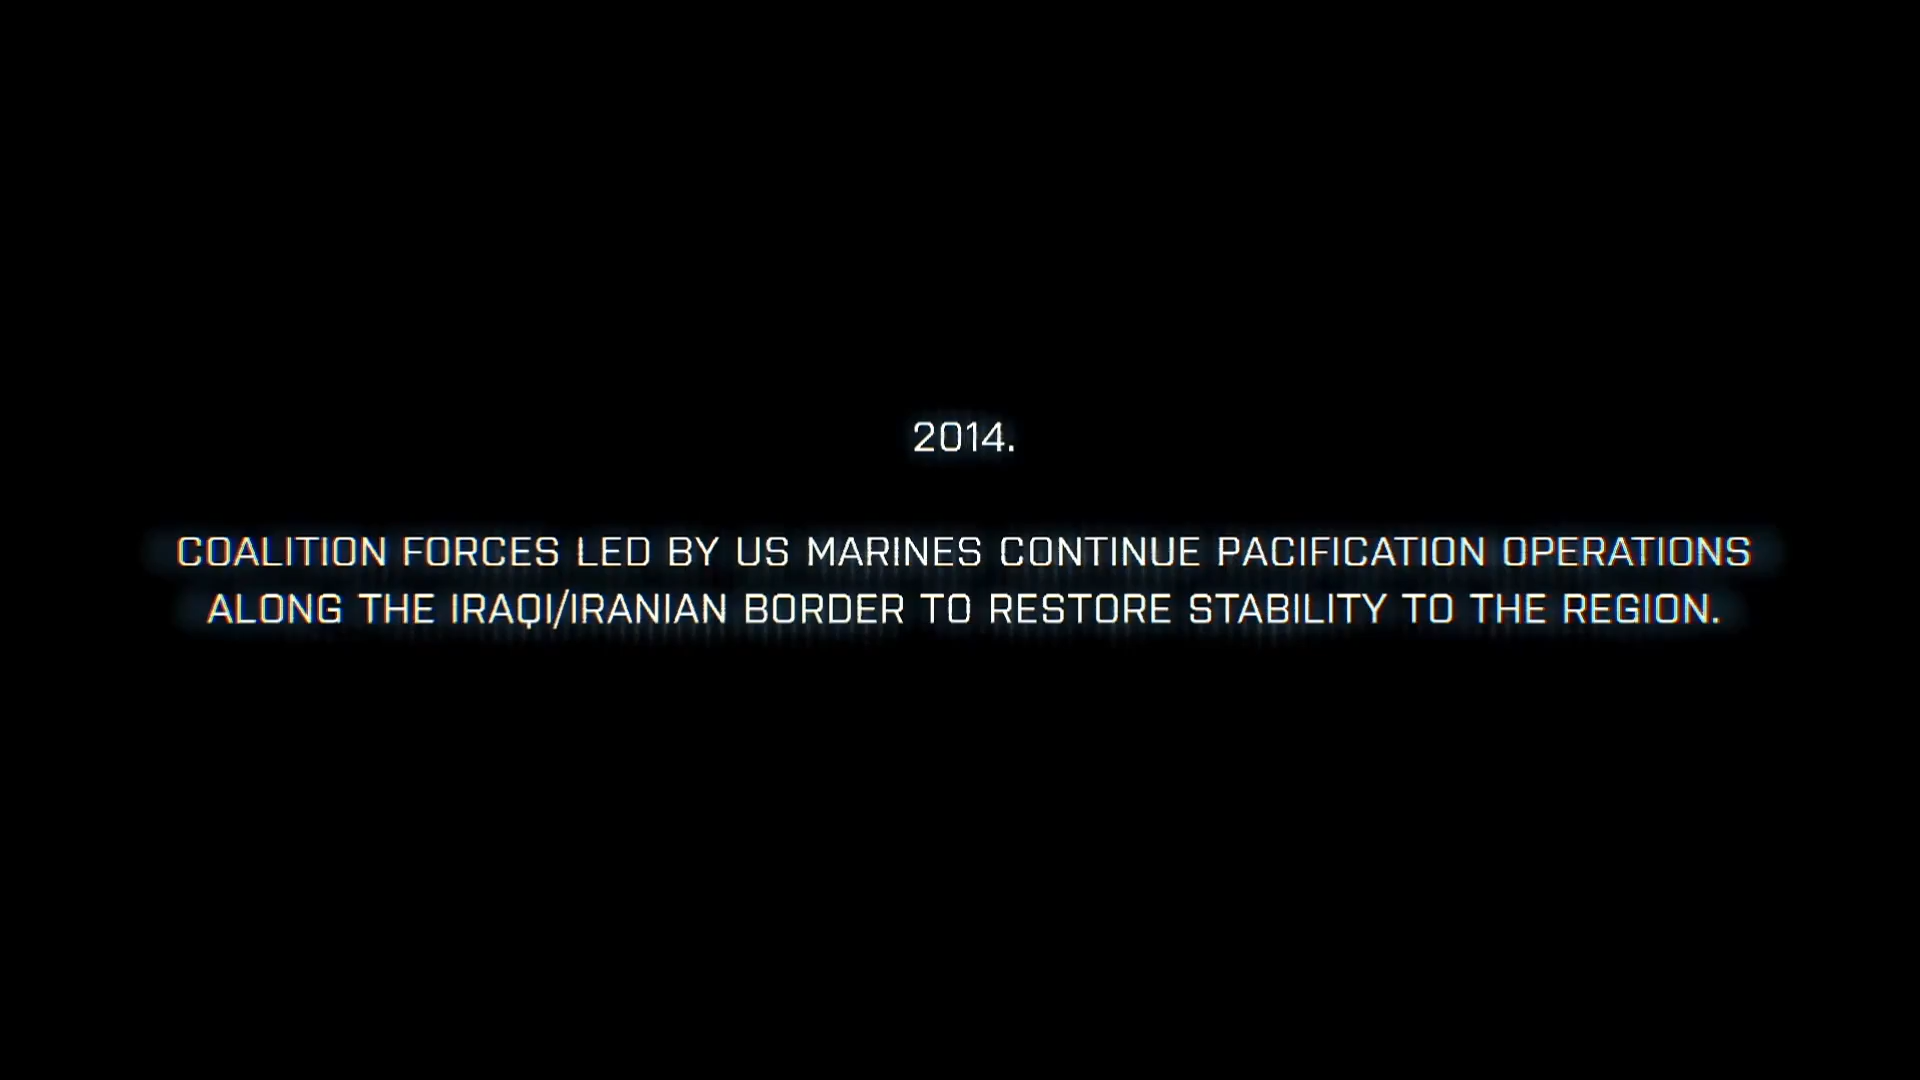 2014.
COALITION FORCES LED BY US MARINES CONTINUE PACIFICATION OPERATIONS
ALONG THE IRAQI/IRANIAN BORDER TO RESTORE STABILITY TO THE REGION.